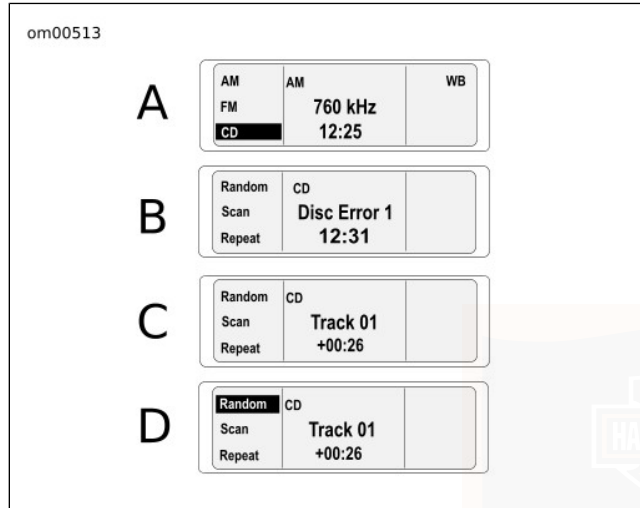 om00513
A
AM AM WB
FM 760 kHz
CD 12:25
B
Random CD
Scan Disc Error 1
Repeat 12:31
C
Random CD
Scan Track 01
Repeat +00:26
D
Random CD
Scan Track 01
Repeat +00:26